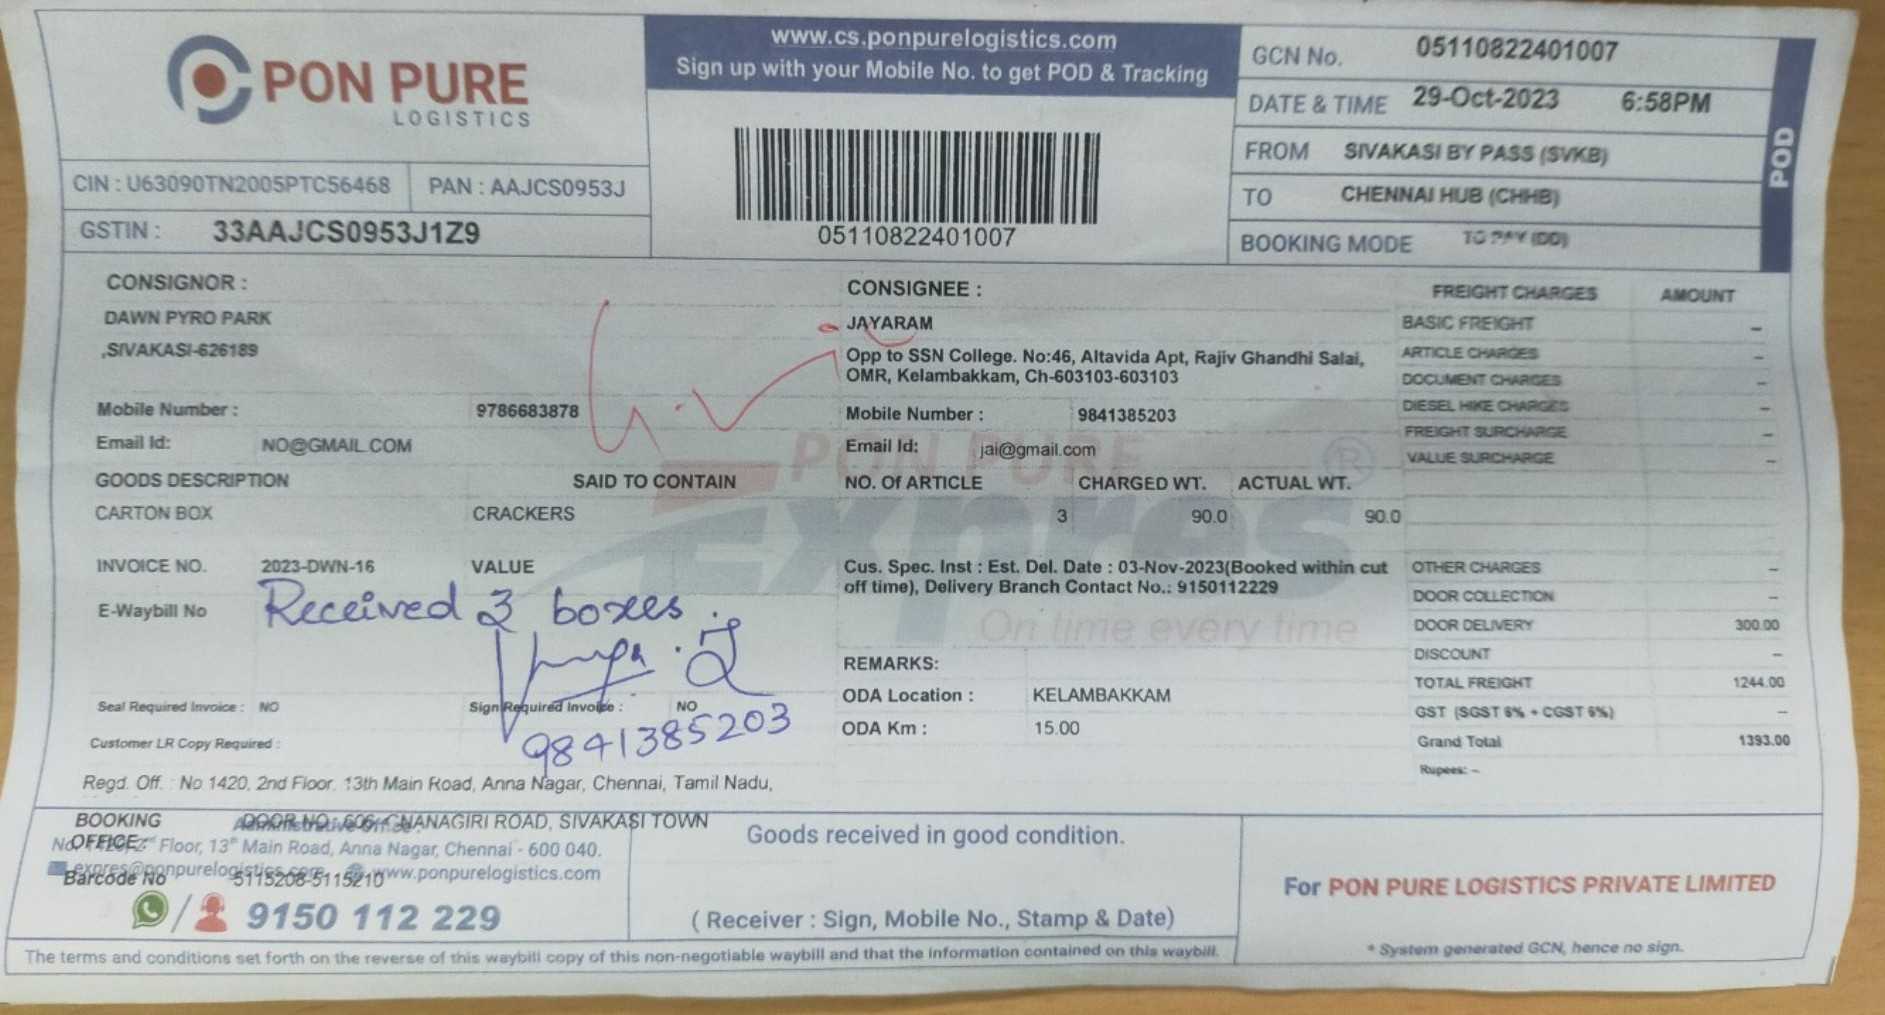 PON PURE
LOGISTICS
www.cs.ponpurelogistics.com
Sign up with your Mobile No. to get POD & Tracking
05110822401007
GCN No. 05110822401007
DATE & TIME 29-Oct-2023 6:58PM
FROM SIVAKASI BY PASS (SVKB)
TO CHENNAI HUB (CHHB)
BOOKING MODE TO PAY (DD)
POD
CIN : U63090TN2005PTC56468 PAN : AAJCS0953J
GSTIN : 33AAJCS0953J1Z9
CONSIGNOR :
DAWN PYRO PARK
,SIVAKASI-626189
Mobile Number : 9786683878
Email Id: NO@GMAIL.COM
CONSIGNEE :
JAYARAM
Opp to SSN College. No:46, Altavida Apt, Rajiv Ghandhi Salai,
OMR, Kelambakkam, Ch-603103-603103
Mobile Number : 9841385203
Email Id: jai@gmail.com
GOODS DESCRIPTION SAID TO CONTAIN NO. Of ARTICLE CHARGED WT. ACTUAL WT.
CARTON BOX CRACKERS 3 90.0 90.0
PON PURE
Expres
®
On time every time
INVOICE NO. 2023-DWN-16 VALUE
E-Waybill No
Received 3 boxes.
9841385203
Seal Required Invoice : NO Sign Required Invoice : NO
Customer LR Copy Required :
Cus. Spec. Inst : Est. Del. Date : 03-Nov-2023(Booked within cut
off time), Delivery Branch Contact No.: 9150112229
REMARKS:
ODA Location : KELAMBAKKAM
ODA Km : 15.00
FREIGHT CHARGES AMOUNT
BASIC FREIGHT –
ARTICLE CHARGES –
DOCUMENT CHARGES –
DIESEL HIKE CHARGES –
FREIGHT SURCHARGE –
VALUE SURCHARGE –
OTHER CHARGES –
DOOR COLLECTION –
DOOR DELIVERY 300.00
DISCOUNT –
TOTAL FREIGHT 1244.00
GST (SGST 6% + CGST 6%) –
Grand Total 1393.00
Rupees: –
Regd. Off. : No 1420, 2nd Floor, 13th Main Road, Anna Nagar, Chennai, Tamil Nadu,
BOOKING OFFICE : DOOR NO : 606, GNANAGIRI ROAD, SIVAKASI TOWN
Administrative Office :
No. 1420, 2nd Floor, 13th Main Road, Anna Nagar, Chennai - 600 040.
expres@ponpurelogistics.com www.ponpurelogistics.com
Barcode No 5115208-5115210
/ 9150 112 229
Goods received in good condition.
( Receiver : Sign, Mobile No., Stamp & Date)
For PON PURE LOGISTICS PRIVATE LIMITED
* System generated GCN, hence no sign.
The terms and conditions set forth on the reverse of this waybill copy of this non-negotiable waybill and that the information contained on this waybill.